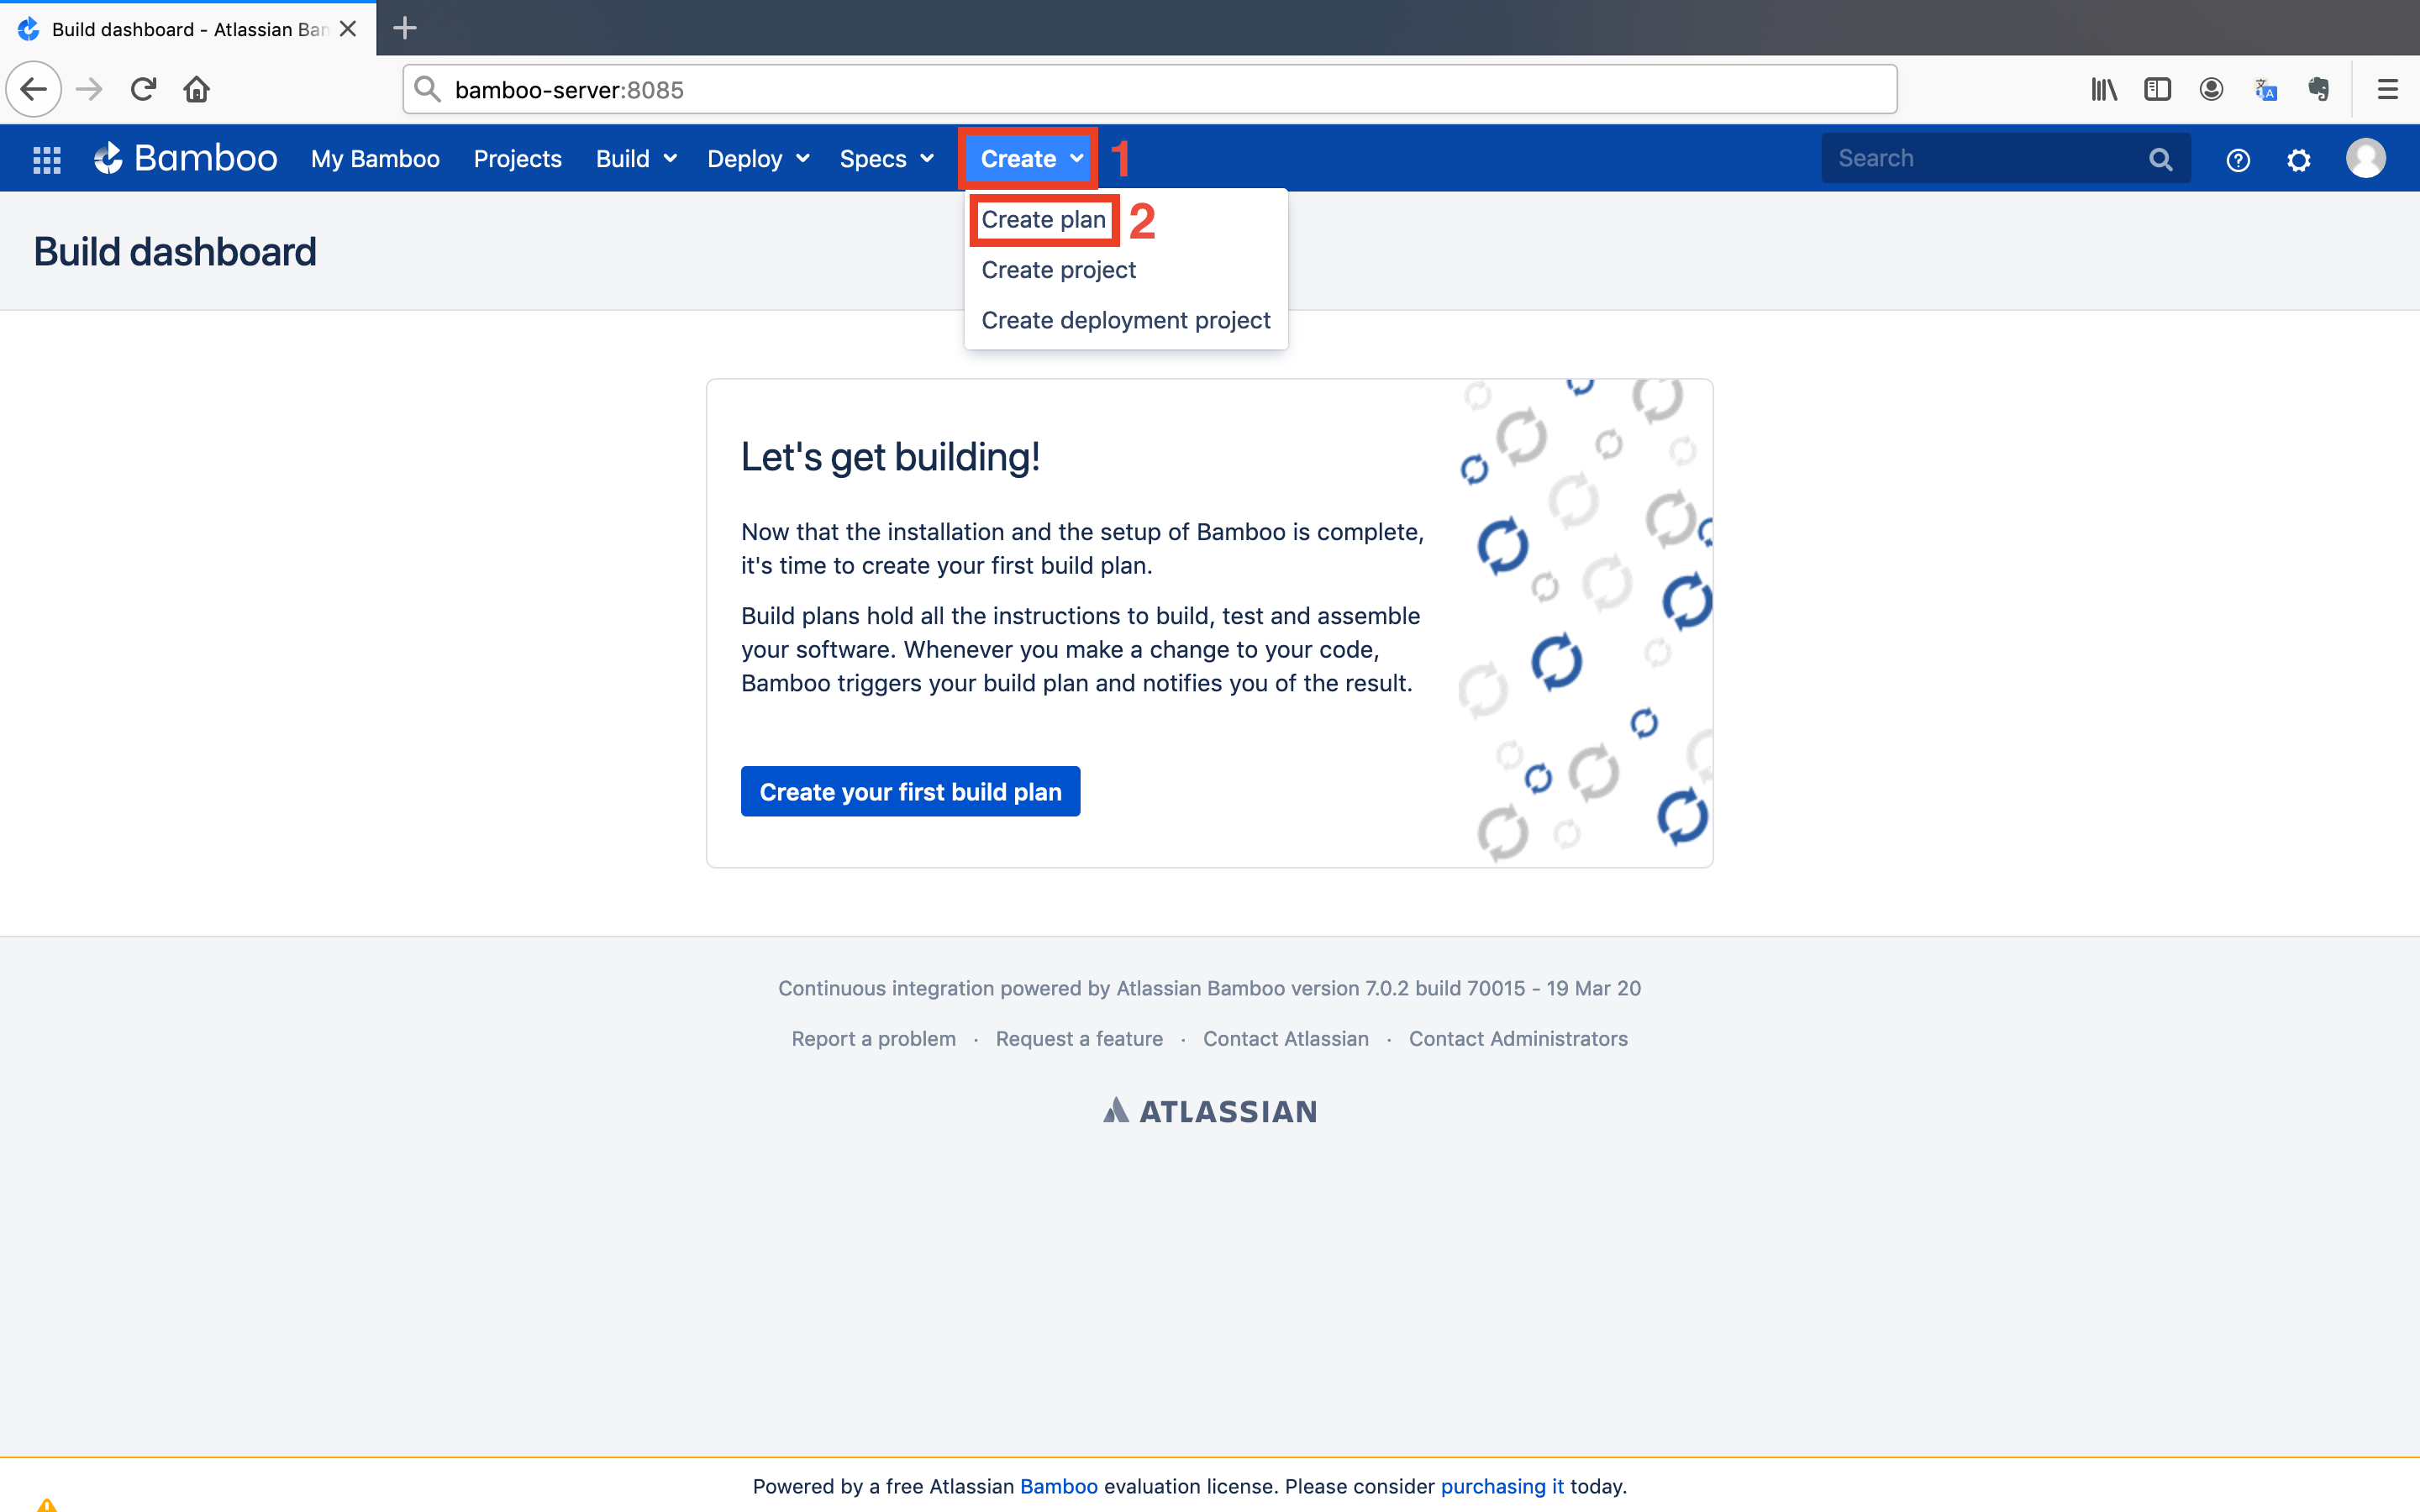 Build dashboard - Atlassian Bam
bamboo-server:8085
Bamboo My Bamboo Projects Build Deploy Specs Create 1 Search
Create plan 2
Create project
Create deployment project
Build dashboard
Let's get building!
Now that the installation and the setup of Bamboo is complete,
it's time to create your first build plan.
Build plans hold all the instructions to build, test and assemble
your software. Whenever you make a change to your code,
Bamboo triggers your build plan and notifies you of the result.
Create your first build plan
Continuous integration powered by Atlassian Bamboo version 7.0.2 build 70015 - 19 Mar 20
Report a problem · Request a feature · Contact Atlassian · Contact Administrators
ATLASSIAN
Powered by a free Atlassian Bamboo evaluation license. Please consider purchasing it today.